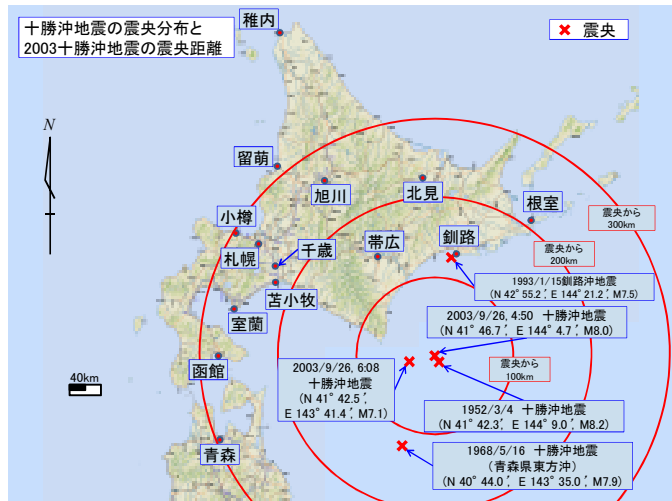 十勝沖地震の震央分布と
2003十勝沖地震の震央距離
稚内
震央
N
留萌
旭川
北見
根室
小樽
札幌
千歳
帯広
釧路
震央から
300km
震央から
200km
苫小牧
室蘭
1993/1/15釧路沖地震
(N 42° 55.2′, E 144° 21.2′, M7.5)
2003/9/26, 4:50 十勝沖地震
(N 41° 46.7′ E 144° 4.7′, M8.0)
函館
2003/9/26, 6:08
十勝沖地震
(N 41° 42.5′,
E 143° 41.4′, M7.1)
震央から
100km
40km
1952/3/4 十勝沖地震
(N 41° 42.3′, E 144° 9.0′, M8.2)
青森
1968/5/16 十勝沖地震
(青森県東方沖)
(N 40° 44.0′, E 143° 35.0′, M7.9)